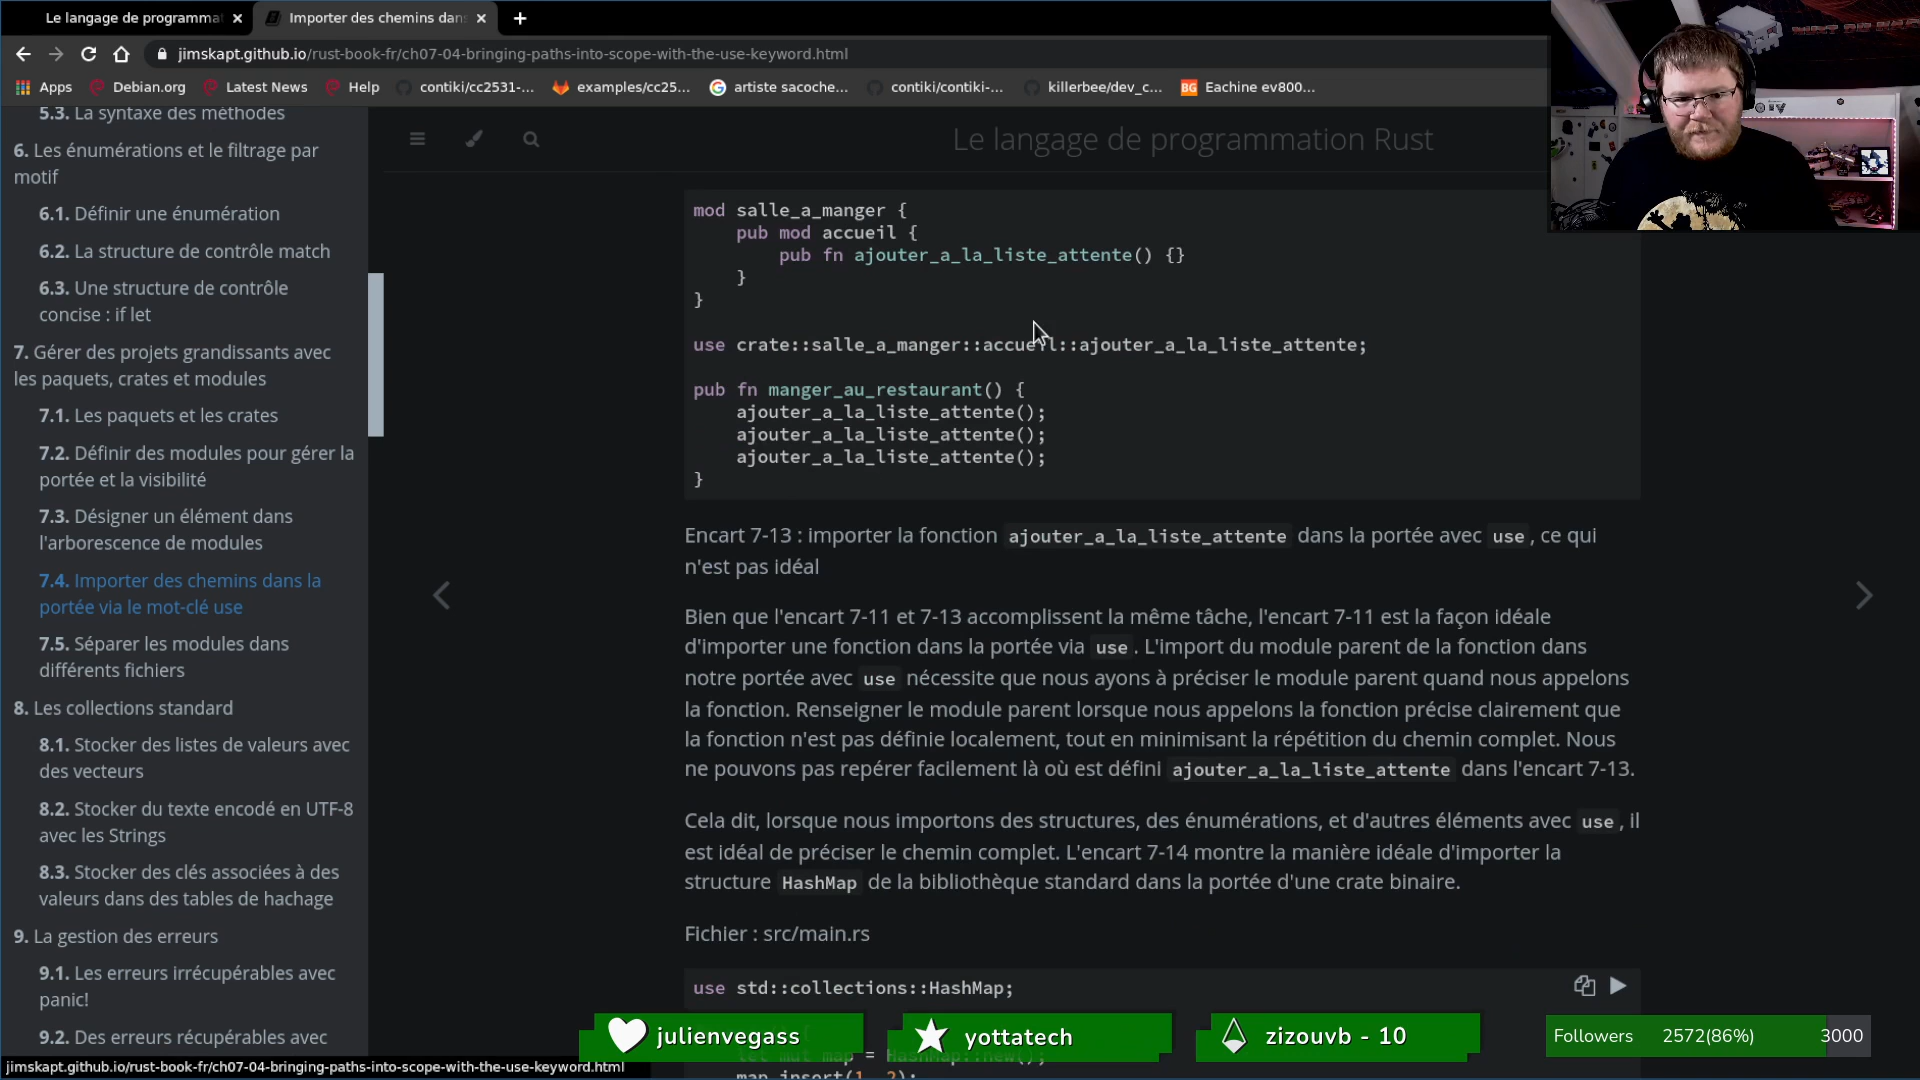 Le langage de programma
Importer des chemins dans
jimskapt.github.io/rust-book-fr/ch07-04-bringing-paths-into-scope-with-the-use-keyword.html
Apps
Debian.org
Latest News
Help
contiki/cc2531-...
examples/cc25...
artiste sacoche...
contiki/contiki-...
killerbee/dev_c...
BG
Eachine ev800...
5.3. La syntaxe des méthodes
6. Les énumérations et le filtrage par
motif
6.1. Définir une énumération
6.2. La structure de contrôle match
6.3. Une structure de contrôle
concise : if let
7. Gérer des projets grandissants avec
les paquets, crates et modules
7.1. Les paquets et les crates
7.2. Définir des modules pour gérer la
portée et la visibilité
7.3. Désigner un élément dans
l'arborescence de modules
7.4. Importer des chemins dans la
portée via le mot-clé use
7.5. Séparer les modules dans
différents fichiers
8. Les collections standard
8.1. Stocker des listes de valeurs avec
des vecteurs
8.2. Stocker du texte encodé en UTF-8
avec les Strings
8.3. Stocker des clés associées à des
valeurs dans des tables de hachage
9. La gestion des erreurs
9.1. Les erreurs irrécupérables avec
panic!
9.2. Des erreurs récupérables avec
jimskapt.github.io/rust-book-fr/ch07-04-bringing-paths-into-scope-with-the-use-keyword.html
Le langage de programmation Rust
mod salle_a_manger {
pub mod accueil {
pub fn ajouter_a_la_liste_attente() {}
}
}
use crate::salle_a_manger::accueil::ajouter_a_la_liste_attente;
pub fn manger_au_restaurant() {
ajouter_a_la_liste_attente();
ajouter_a_la_liste_attente();
ajouter_a_la_liste_attente();
}
Encart 7-13 : importer la fonction ajouter_a_la_liste_attente dans la portée avec use, ce qui
n'est pas idéal
Bien que l'encart 7-11 et 7-13 accomplissent la même tâche, l'encart 7-11 est la façon idéale
d'importer une fonction dans la portée via use. L'import du module parent de la fonction dans
notre portée avec use nécessite que nous ayons à préciser le module parent quand nous appelons
la fonction. Renseigner le module parent lorsque nous appelons la fonction précise clairement que
la fonction n'est pas définie localement, tout en minimisant la répétition du chemin complet. Nous
ne pouvons pas repérer facilement là où est défini ajouter_a_la_liste_attente dans l'encart 7-13.
Cela dit, lorsque nous importons des structures, des énumérations, et d'autres éléments avec use, il
est idéal de préciser le chemin complet. L'encart 7-14 montre la manière idéale d'importer la
structure HashMap de la bibliothèque standard dans la portée d'une crate binaire.
Fichier : src/main.rs
use std::collections::HashMap;
let mut map = HashMap::new();
map.insert(1, 2);
julienvegass
yottatech
zizouvb - 10
Followers 2572(86%) 3000